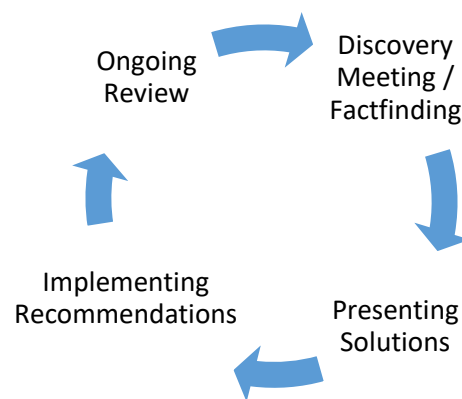 Ongoing
Review
Discovery
Meeting /
Factfinding
Implementing
Recommendations
Presenting
Solutions